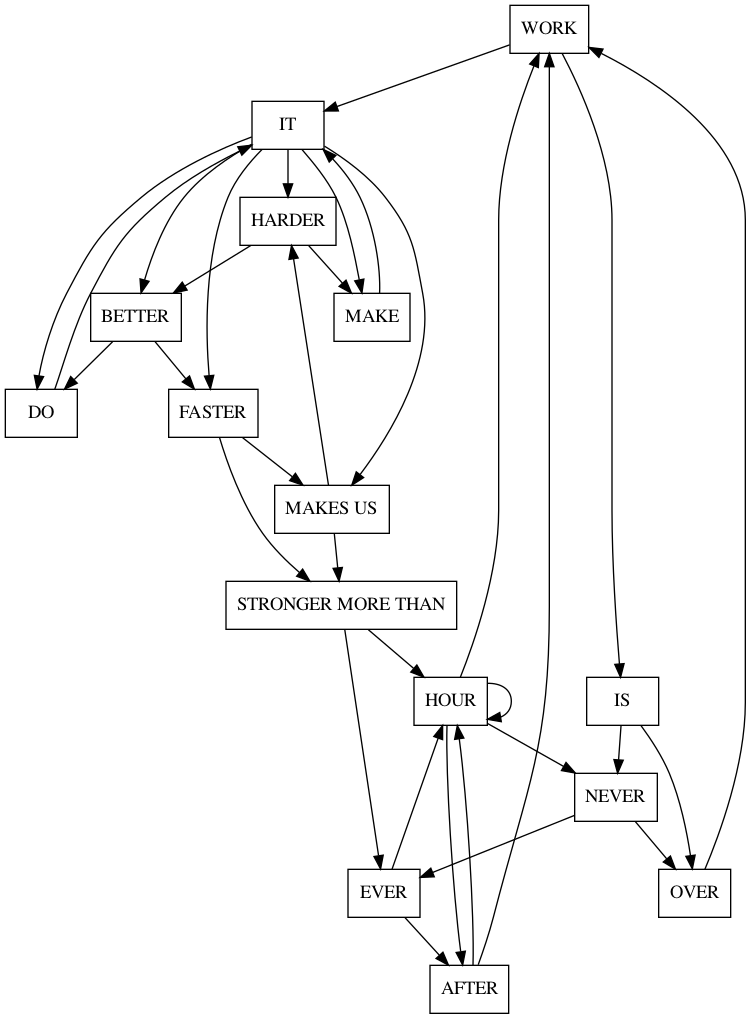 WORK
IT
HARDER
BETTER
MAKE
DO
FASTER
MAKES US
STRONGER MORE THAN
HOUR
IS
NEVER
EVER
OVER
AFTER